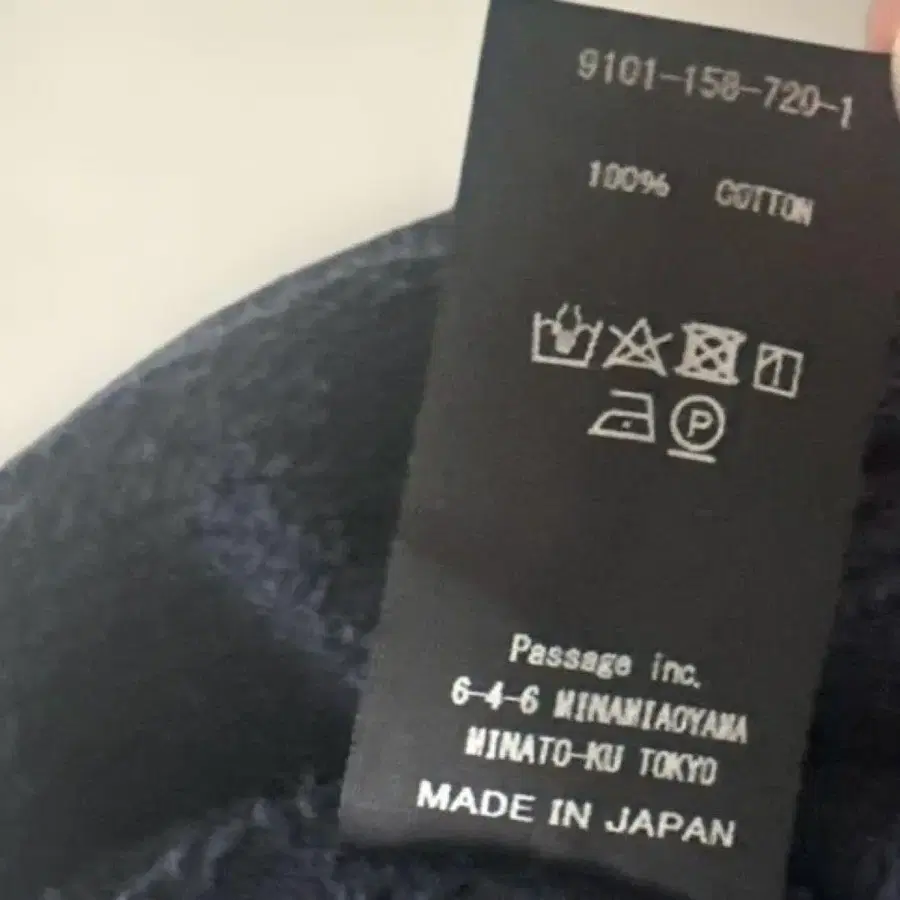 9101-158-720-1
100% COTTON
P
Passage inc.
6-4-6 MINAMIAOYAMA
MINATO-KU TOKYO
MADE IN JAPAN